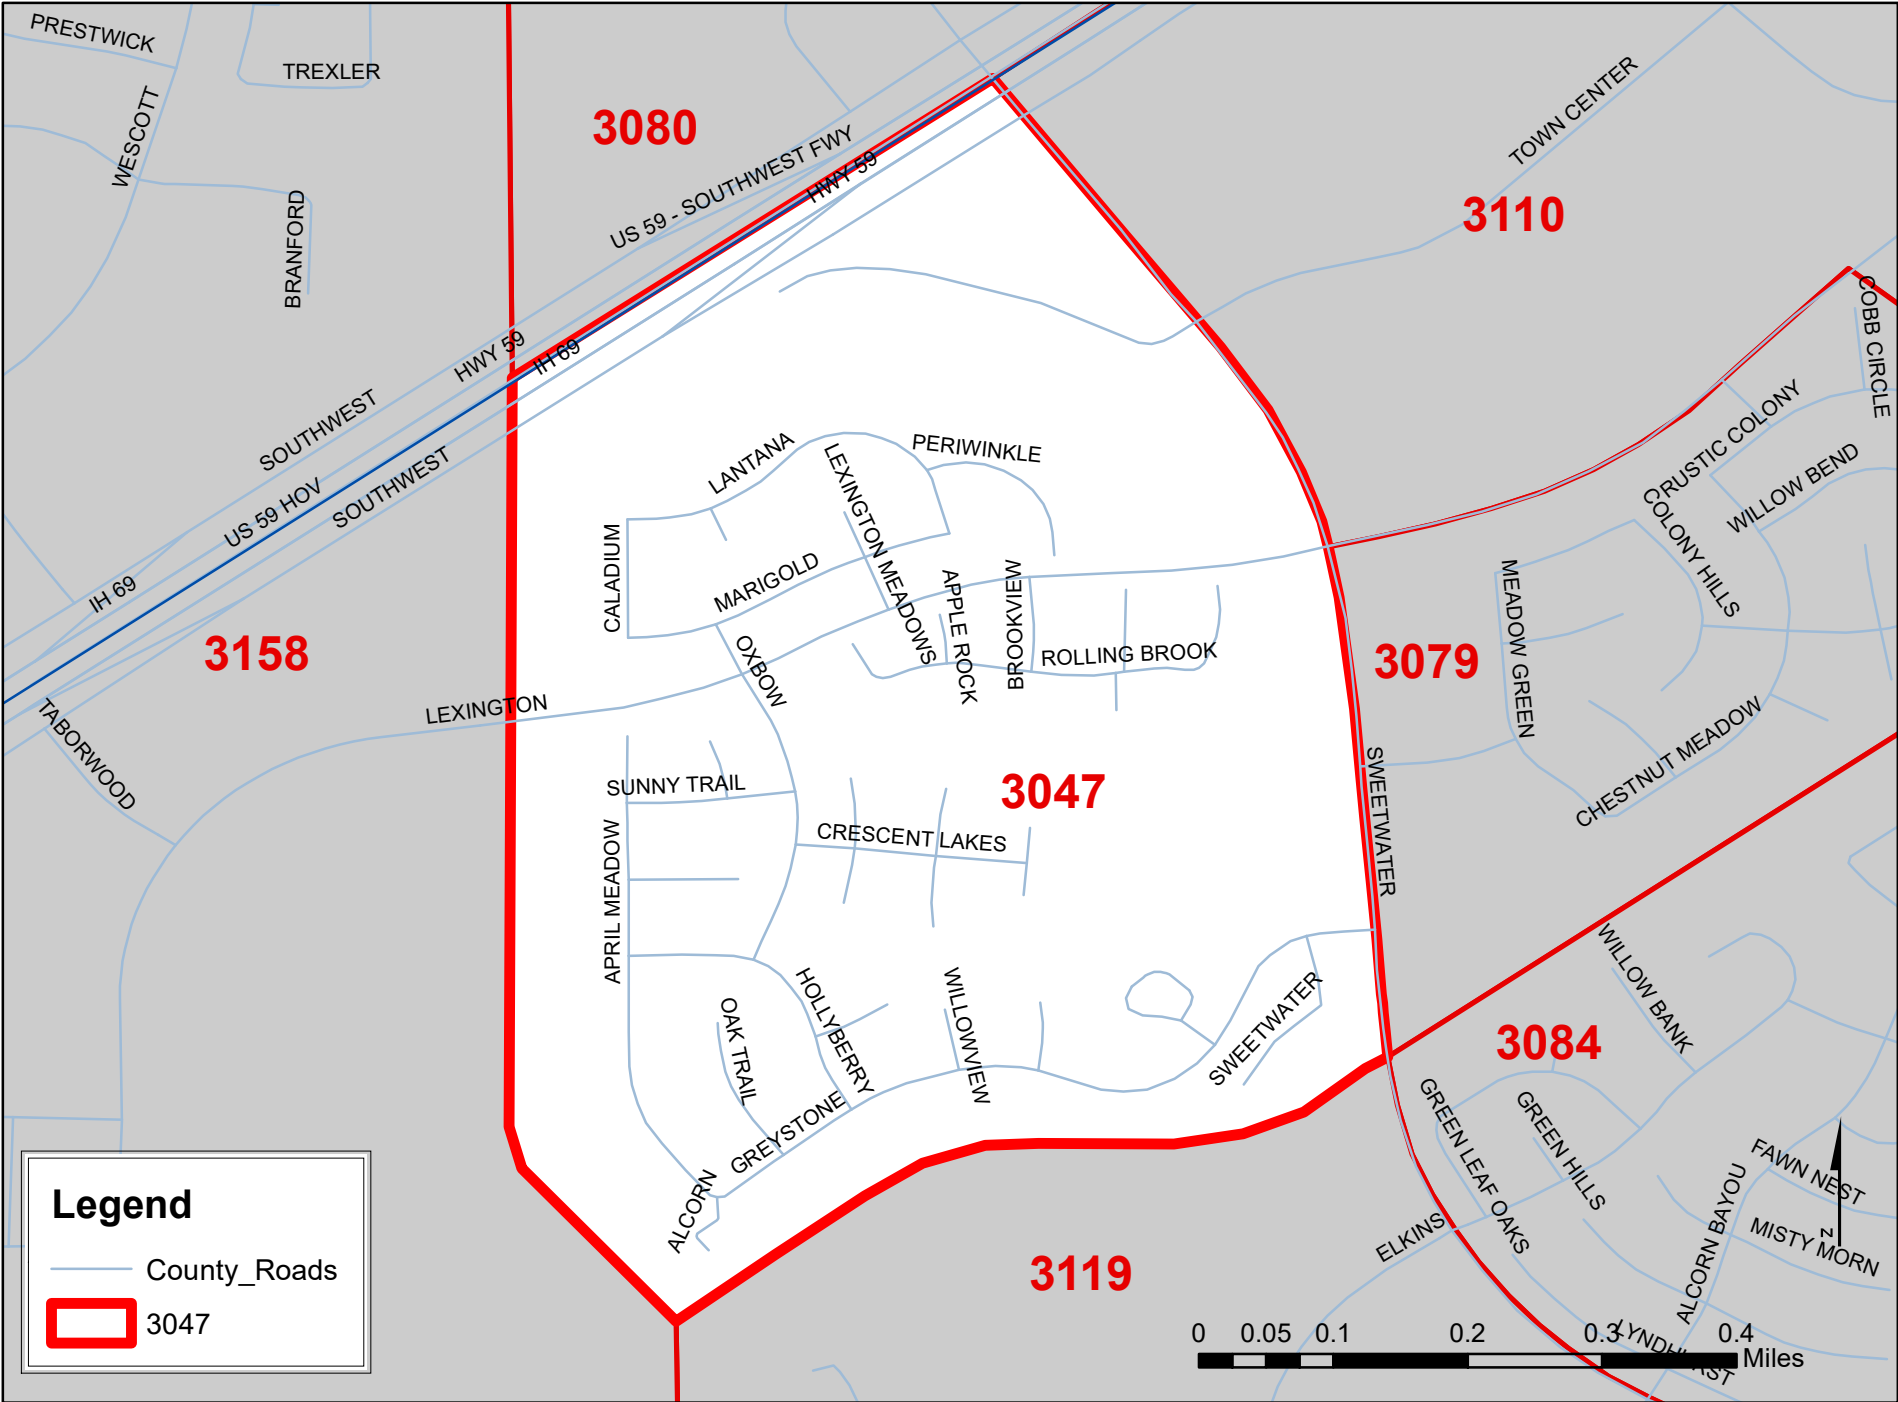 PRESTWICK
TREXLER
WESCOTT
BRANFORD
3080
US 59 - SOUTHWEST FWY
HWY 59
TOWN CENTER
3110
COBB CIRCLE
HWY 59
IH 69
SOUTHWEST
SOUTHWEST
US 59 HOV
IH 69
3158
TABORWOOD
LEXINGTON
LANTANA
PERIWINKLE
LEXINGTON MEADOWS
CALADIUM
MARIGOLD
OXBOW
APPLE ROCK
BROOKVIEW
ROLLING BROOK
CRUSTIC COLONY
WILLOW BEND
COLONY HILLS
MEADOW GREEN
3079
CHESTNUT MEADOW
SWEETWATER
SUNNY TRAIL
3047
CRESCENT LAKES
APRIL MEADOW
HOLLYBERRY
OAK TRAIL
WILLOWVIEW
SWEETWATER
GREYSTONE
ALCORN
WILLOW BANK
3084
GREEN LEAF OAKS
GREEN HILLS
FAWN NEST
MISTY MORN
ALCORN BAYOU
ELKINS
LYNDHURST
3119
N
Legend
County_Roads
3047
0 0.05 0.1 0.2 0.3 0.4
Miles